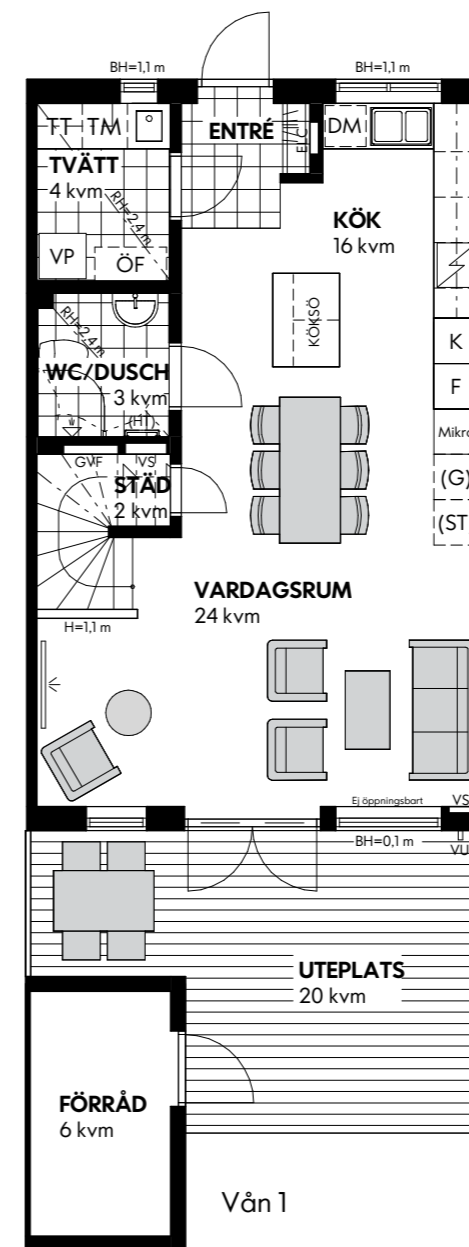 BH=1,1 m
BH=1,1 m
TT
TM
ENTRÉ
ELC
DM
TVÄTT
4 kvm
RH=2,4 m
VP
ÖF
KÖK
16 kvm
KÖKSÖ
K
F
Mikro
(G)
(ST
RH=2,4 m
WC/DUSCH
3 kvm
(HT)
GVF
VS
STÄD
2 kvm
VARDAGSRUM
24 kvm
H=1,1 m
Ej öppningsbart
VS
BH=0,1 m
VU
UTEPLATS
20 kvm
FÖRRÅD
6 kvm
Vån 1